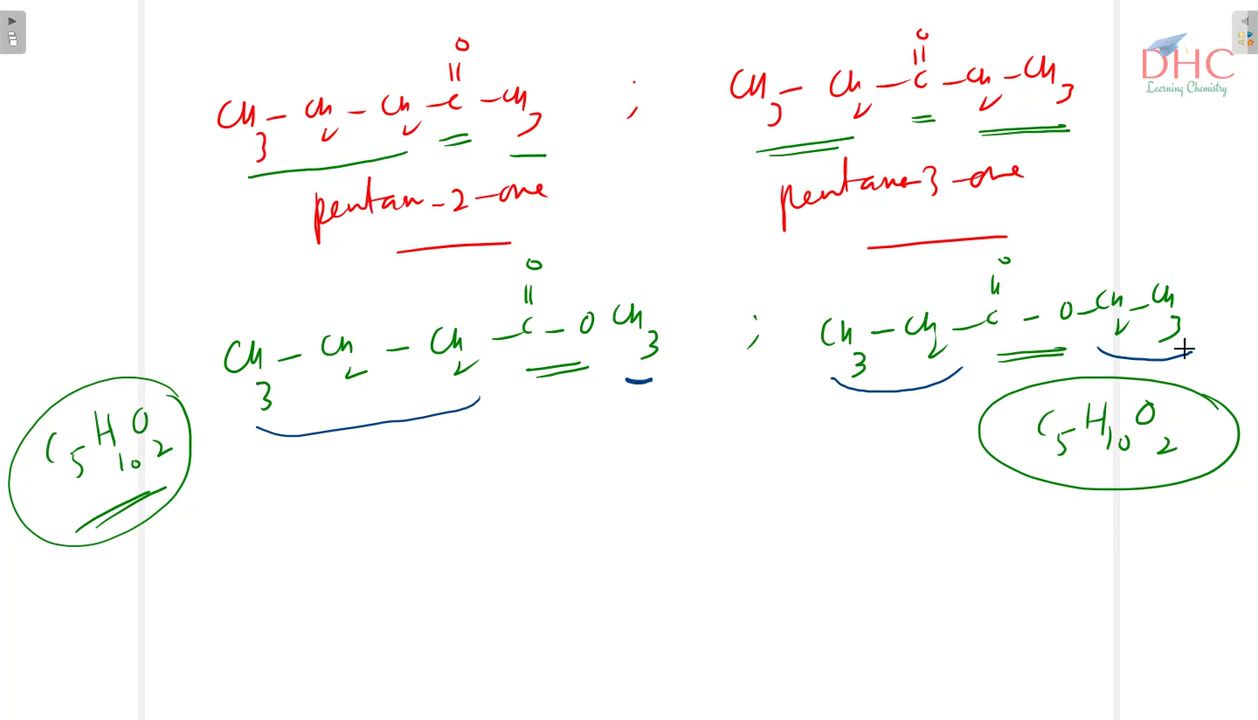 O O
|| ||
CH3 – CH2 – CH2 – C – CH3 ; CH3 – CH2 – C – CH2 – CH3
DHC
Learning Chemistry
pentan-2-one pentane-3-one
O O
|| ||
CH3 – CH2 – CH2 – C – O CH3 ; CH3 – CH2 – C – O – CH2 – CH3
C5H10O2 C5H10O2